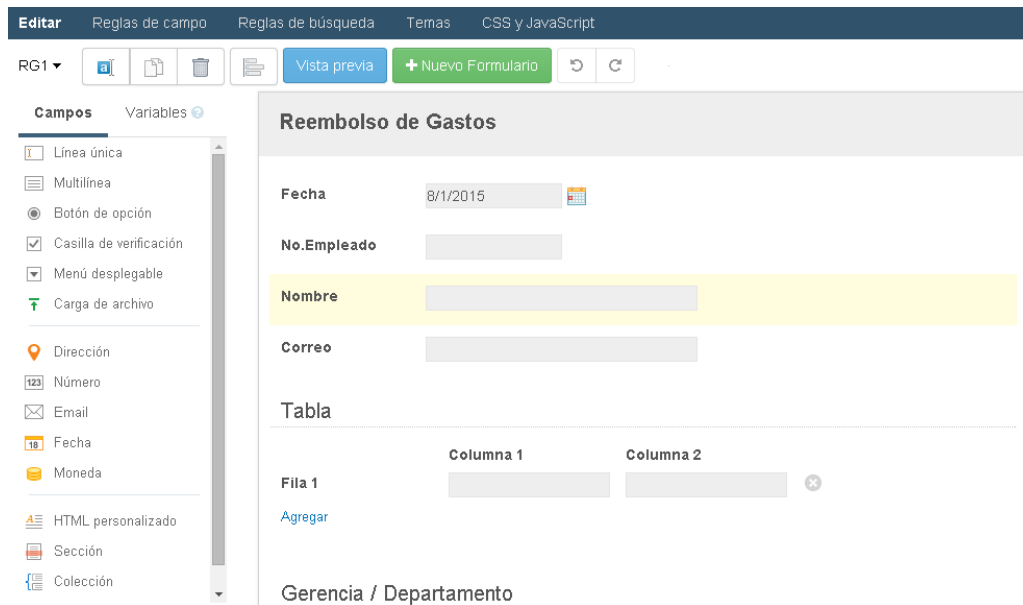 Editar Reglas de campo Reglas de búsqueda Temas CSS y JavaScript
RG1 Vista previa + Nuevo Formulario
Campos Variables
Línea única
Multilínea
Botón de opción
Casilla de verificación
Menú desplegable
Carga de archivo
Dirección
123 Número
Email
18 Fecha
Moneda
HTML personalizado
Sección
Colección
Reembolso de Gastos
Fecha 8/1/2015
No.Empleado
Nombre
Correo
Tabla
Columna 1 Columna 2
Fila 1
Agregar
Gerencia / Departamento